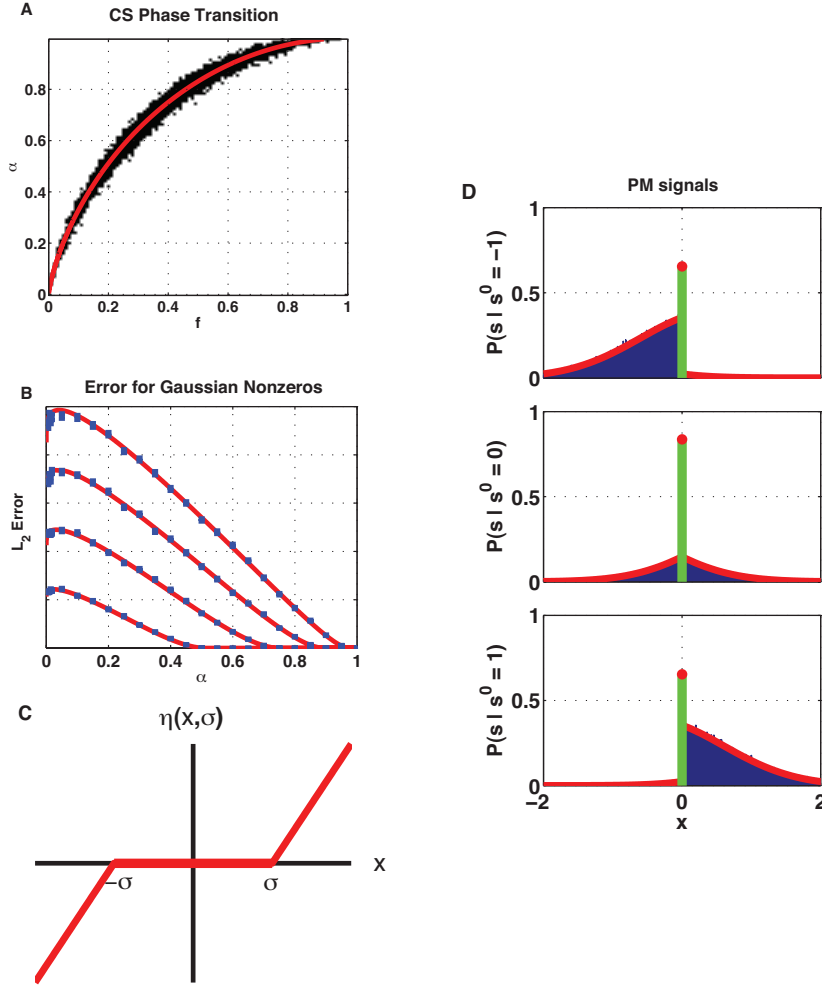 A
CS Phase Transition
0.8
0.6
0.4
0.2
0
α
0 0.2 0.4 0.6 0.8 1
f
B
Error for Gaussian Nonzeros
L2 Error
0 0.2 0.4 0.6 0.8 1
α
C
η(x,σ)
−σ
σ
x
D
PM signals
1
0.5
0
P(s | s^0 = −1)
1
0.5
0
P(s | s^0 = 0)
1
0.5
0
P(s | s^0 = 1)
−2 0 2
x